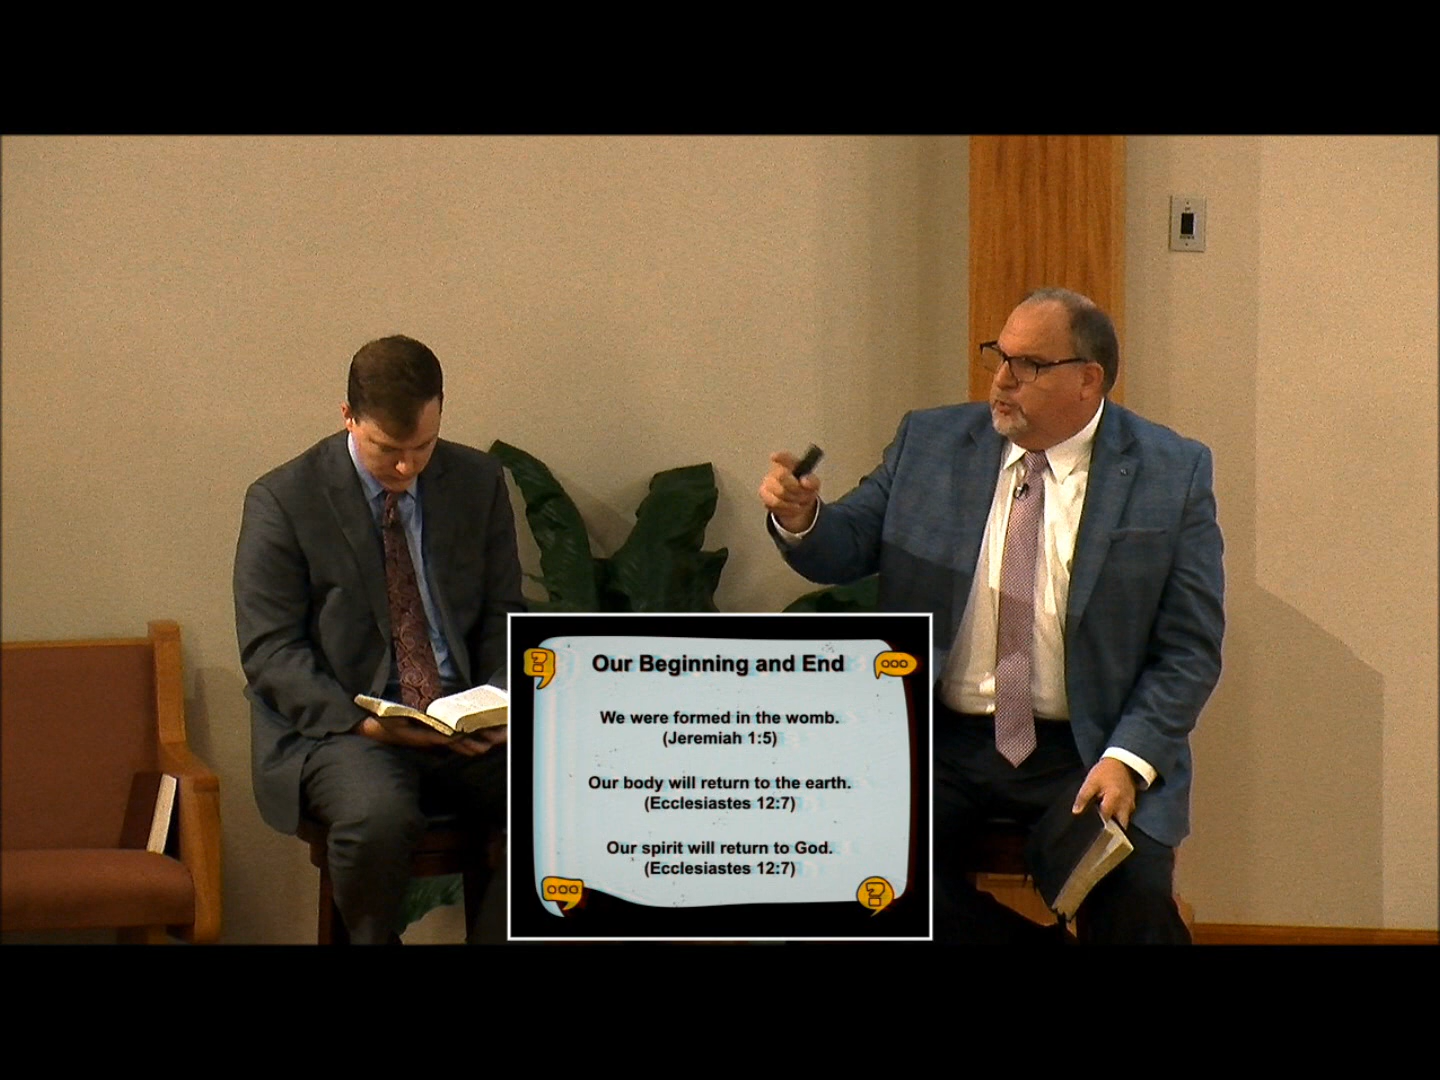 Our Beginning and End
We were formed in the womb.
(Jeremiah 1:5)
Our body will return to the earth.
(Ecclesiastes 12:7)
Our spirit will return to God.
(Ecclesiastes 12:7)